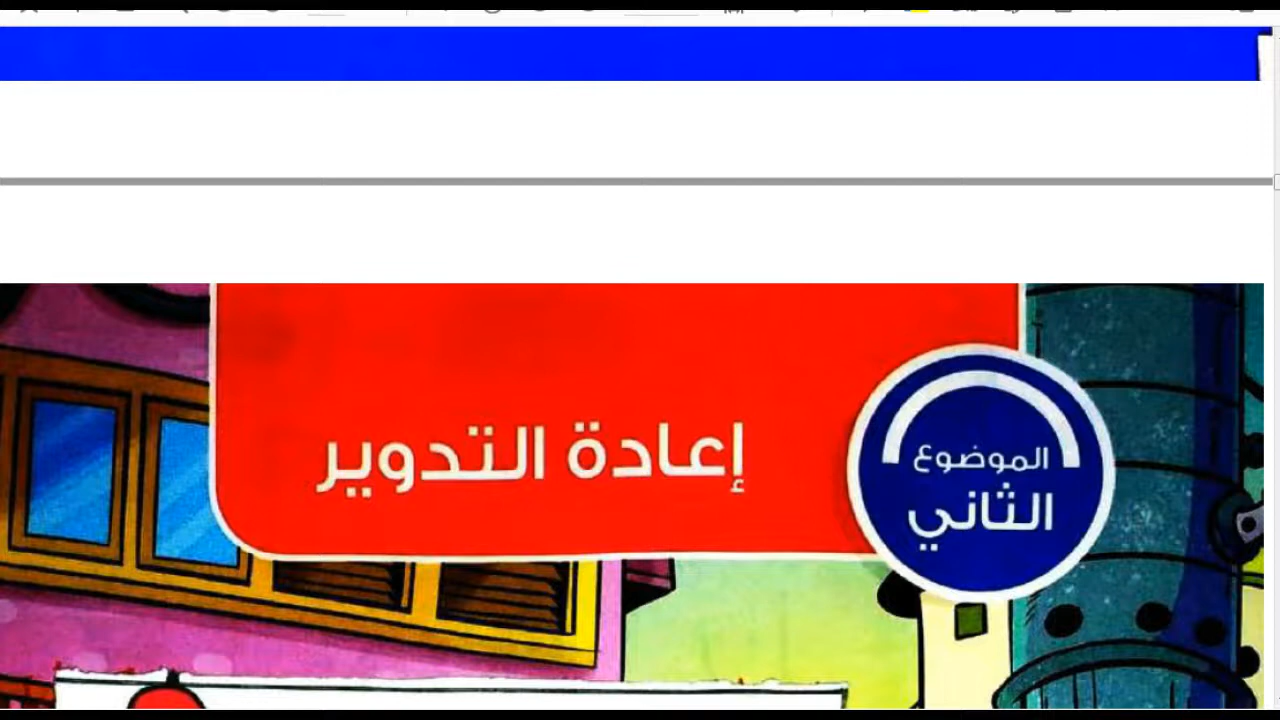 الموضوع
الثاني
إعادة التدوير